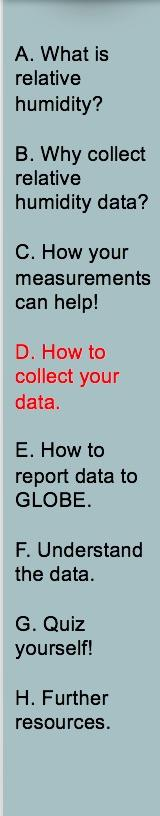 A. What is
relative
humidity?
B. Why collect
relative
humidity data?
C. How your
measurements
can help!
D. How to
collect your
data.
E. How to
report data to
GLOBE.
F. Understand
the data.
G. Quiz
yourself!
H. Further
resources.